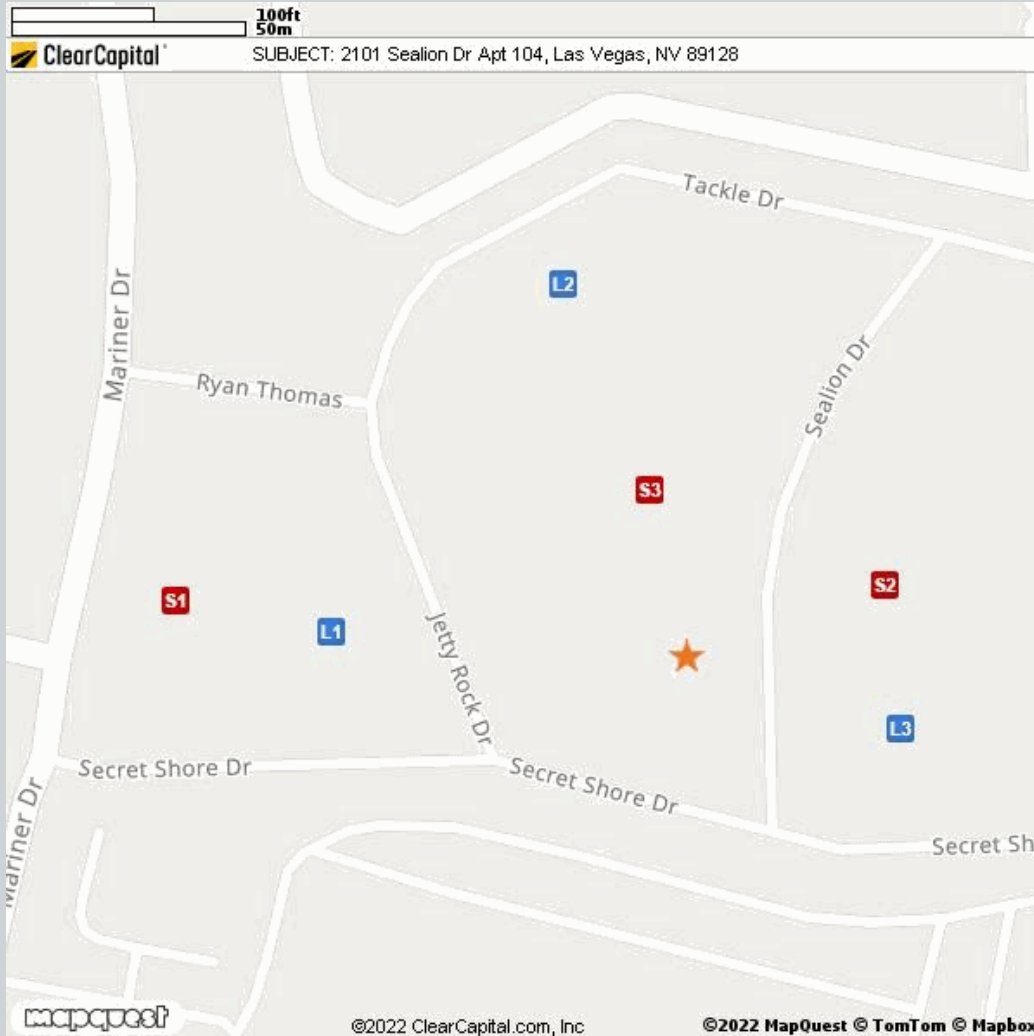 100ft
50m
ClearCapital
SUBJECT: 2101 Sealion Dr Apt 104, Las Vegas, NV 89128
Tackle Dr
L2
Mariner Dr
Ryan Thomas
Sealion Dr
S3
S2
S1
L1
Jetty Rock Dr
L3
Secret Shore Dr
Secret Shore Dr
Mariner Dr
Secret Sh
mapquest
©2022 ClearCapital.com, Inc
©2022 MapQuest © TomTom © Mapbox